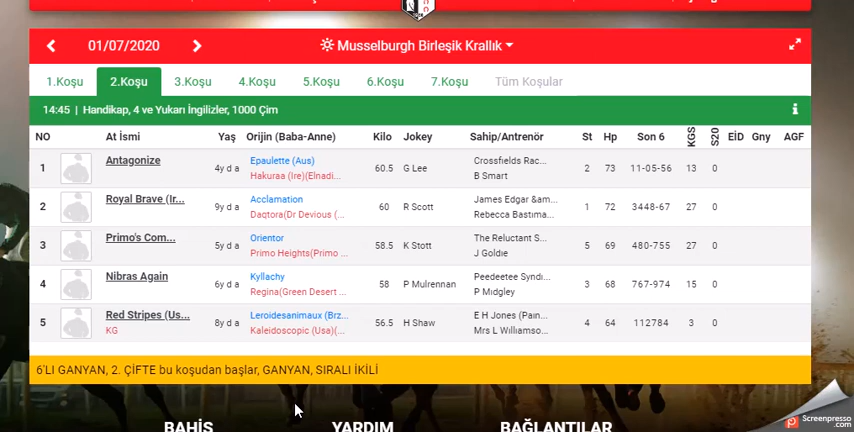 01/07/2020 Musselburgh Birleşik Krallık
1.Koşu 2.Koşu 3.Koşu 4.Koşu 5.Koşu 6.Koşu 7.Koşu Tüm Koşular
14:45 | Handikap, 4 ve Yukarı İngilizler, 1000 Çim
NO At İsmi Yaş Orijin (Baba-Anne) Kilo Jokey Sahip/Antrenör St Hp Son 6 KGS S20 EİD Gny AGF
1 Antagonize 4y d a Epaulette (Aus) 60.5 G Lee Crossfields Rac... 2 73 11-05-56 13 0
Hakuraa (Ire)(Elnadi... B Smart
2 Royal Brave (Ir... 9y d a Acclamation 60 R Scott James Edgar &am... 1 72 3448-67 27 0
Daqtora(Dr Devious (... Rebecca Bastıma...
3 Primo's Com... 5y d a Orientor 58.5 K Stott The Reluctant S... 5 69 480-755 27 0
Primo Heights(Primo ... J Goldıe
4 Nibras Again 6y d a Kyllachy 58 P Mulrennan Peedeetee Syndı... 3 68 767-974 15 0
Regina(Green Desert ... P Mıdgley
5 Red Stripes (Us... 8y d a Leroidesanimaux (Brz... 56.5 H Shaw E H Jones (Paın... 4 64 112784 3 0
KG Kaleidoscopic (Usa)(... Mrs L Wıllıamso...
6'LI GANYAN, 2. ÇİFTE bu koşudan başlar, GANYAN, SIRALI İKİLİ
BAHİS YARDIM BAĞLANTILAR
Screenpresso
.com